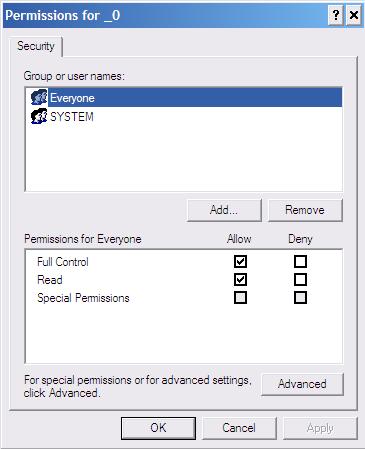 Permissions for _0
Security
Group or user names:
Everyone
SYSTEM
Add...
Remove
Permissions for Everyone
Allow
Deny
Full Control
Read
Special Permissions
For special permissions or for advanced settings,
click Advanced.
Advanced
OK
Cancel
Apply